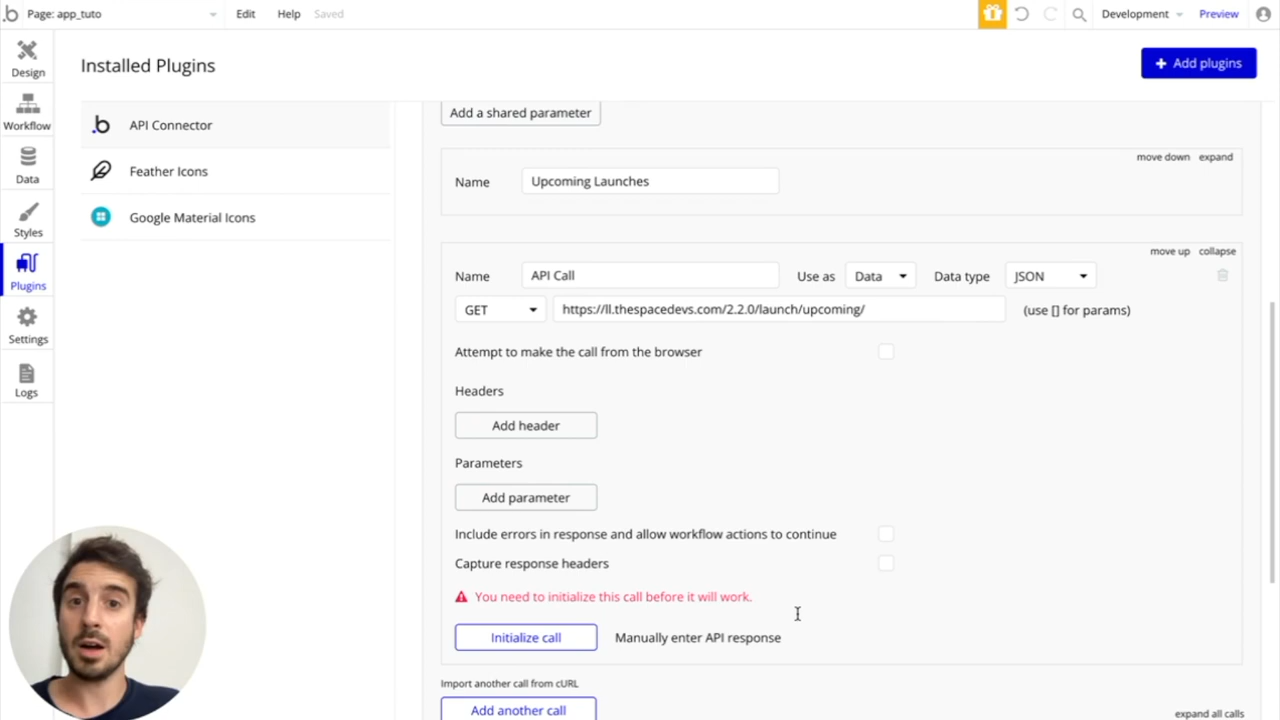 Page: app_tuto Edit Help Saved Development Preview
Design
Workflow
Data
Styles
Plugins
Settings
Logs
Installed Plugins
+ Add plugins
API Connector
Feather Icons
Google Material Icons
Add a shared parameter
move down expand
Name Upcoming Launches
move up collapse
Name API Call Use as Data Data type JSON
GET https://ll.thespacedevs.com/2.2.0/launch/upcoming/ (use [] for params)
Attempt to make the call from the browser
Headers
Add header
Parameters
Add parameter
Include errors in response and allow workflow actions to continue
Capture response headers
You need to initialize this call before it will work.
Initialize call Manually enter API response
Import another call from cURL
Add another call expand all calls